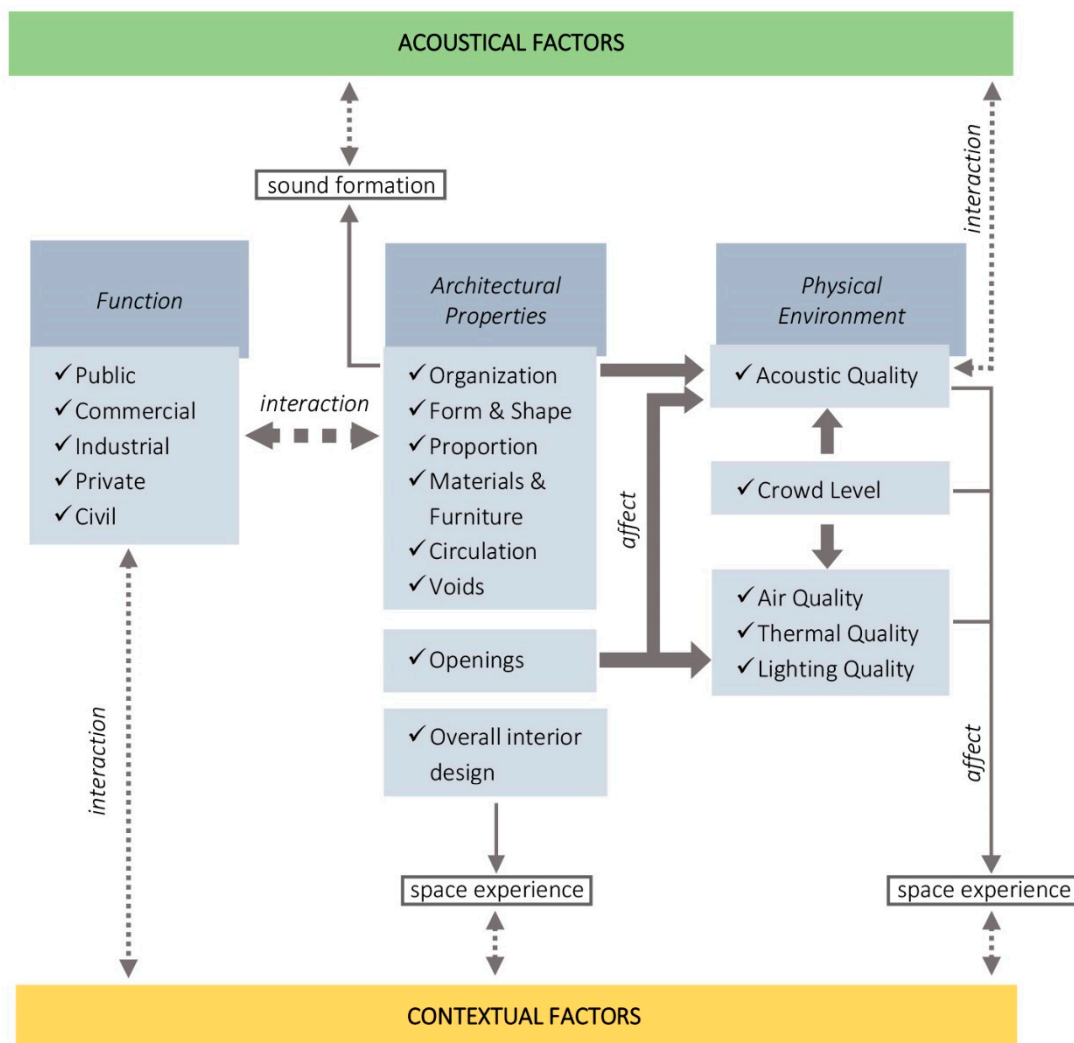 ACOUSTICAL FACTORS
sound formation
interaction
Function
✓ Public
✓ Commercial
✓ Industrial
✓ Private
✓ Civil
interaction
Architectural
Properties
✓ Organization
✓ Form & Shape
✓ Proportion
✓ Materials &
Furniture
✓ Circulation
✓ Voids
✓ Openings
✓ Overall interior
design
affect
Physical
Environment
✓ Acoustic Quality
✓ Crowd Level
✓ Air Quality
✓ Thermal Quality
✓ Lighting Quality
interaction
affect
space experience
space experience
CONTEXTUAL FACTORS